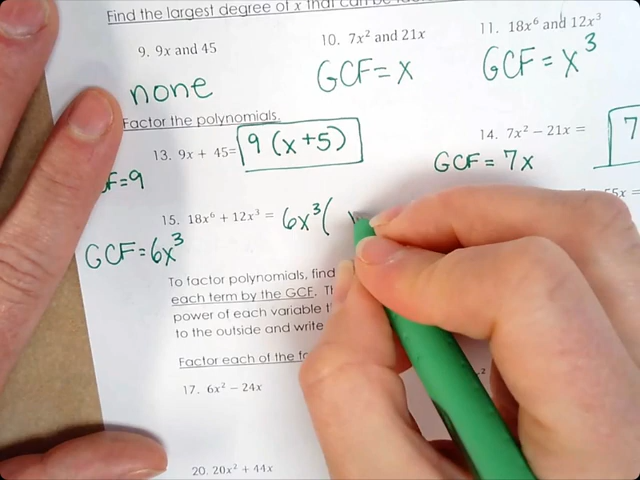 Find the largest degree of x that can be
9. 9x and 45
10. 7x² and 21x
11. 18x⁶ and 12x³
none
GCF = x
GCF = x³
Factor the polynomials.
13. 9x + 45 = 9(x+5)
14. 7x² − 21x = 7
=9
GCF = 7x
55x =
15. 18x⁶ + 12x³ = 6x³(
GCF = 6x³
To factor polynomials, find
each term by the GCF.
power of each variable
to the outside and write
Factor each of the
17. 6x² − 24x
20. 20x² + 44x